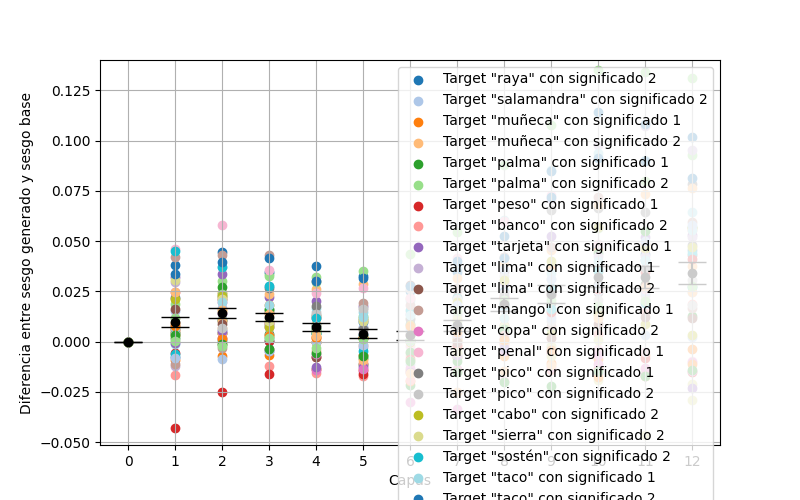 Diferencia entre sesgo generado y sesgo base
0.125
0.100
0.075
0.050
0.025
0.000
−0.025
−0.050
0 1 2 3 4 5 6 7 8 9 10 11 12
Capas
Target "raya" con significado 2
Target "salamandra" con significado 2
Target "muñeca" con significado 1
Target "muñeca" con significado 2
Target "palma" con significado 1
Target "palma" con significado 2
Target "peso" con significado 1
Target "banco" con significado 2
Target "tarjeta" con significado 1
Target "lima" con significado 1
Target "lima" con significado 2
Target "mango" con significado 1
Target "copa" con significado 2
Target "penal" con significado 1
Target "pico" con significado 1
Target "pico" con significado 2
Target "cabo" con significado 2
Target "sierra" con significado 2
Target "sostén" con significado 2
Target "taco" con significado 1
Target "taco" con significado 2